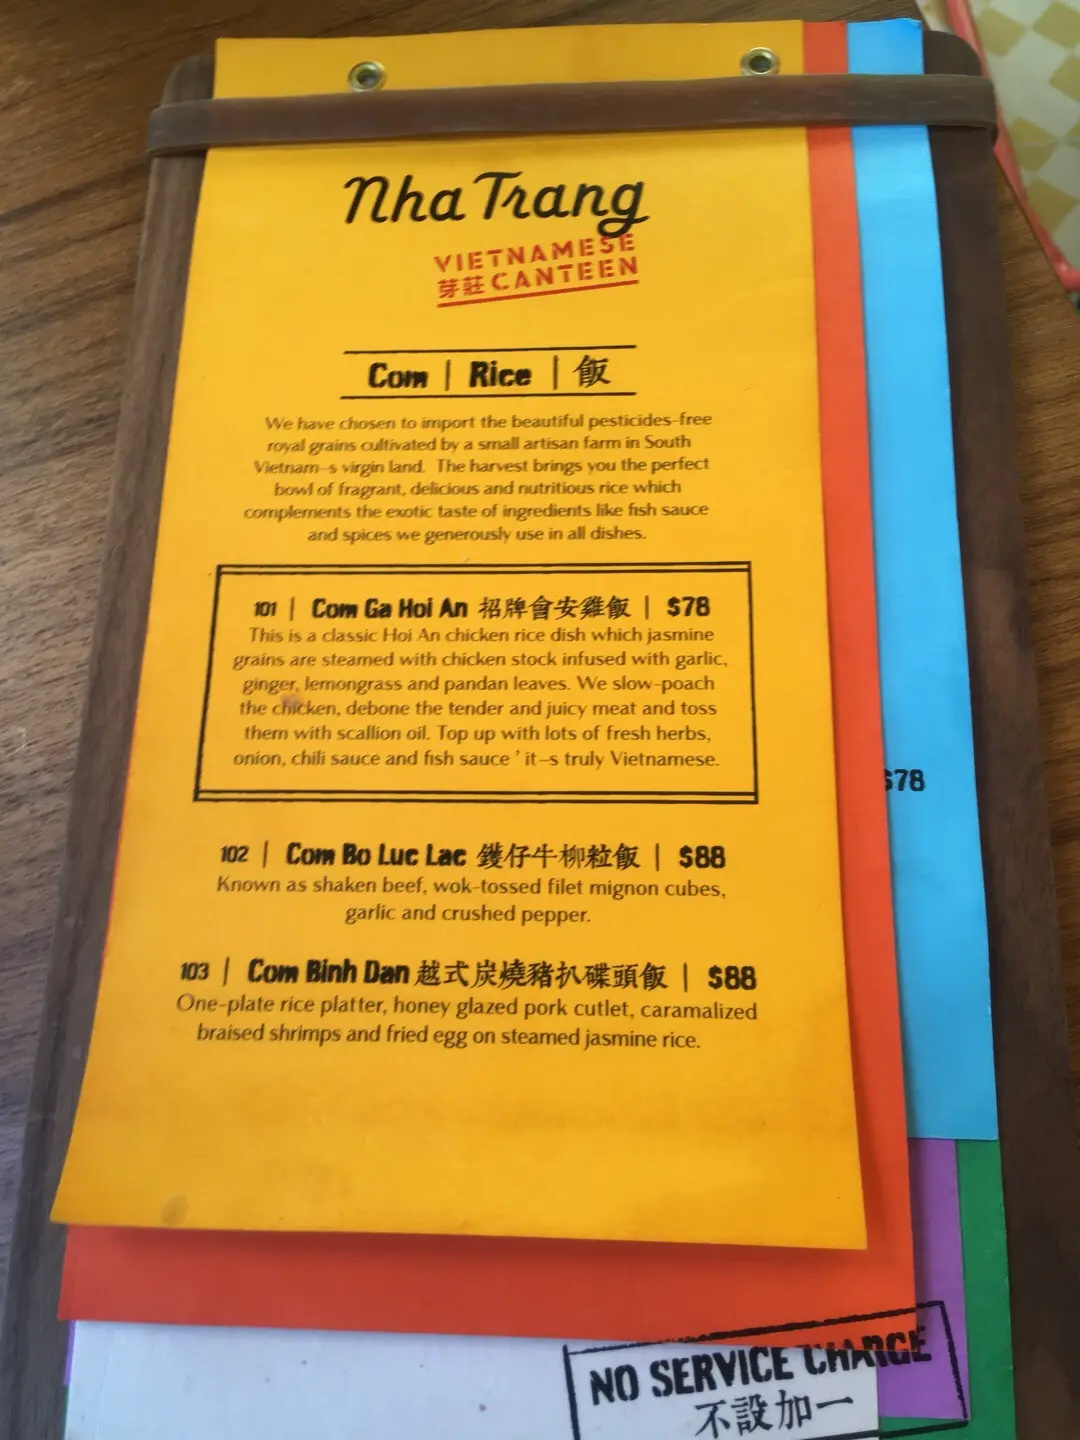 Nha Trang
VIETNAMESE
芽莊 CANTEEN
Com | Rice | 飯
We have chosen to import the beautiful pesticides-free
royal grains cultivated by a small artisan farm in South
Vietnam-s virgin land. The harvest brings you the perfect
bowl of fragrant, delicious and nutritious rice which
complements the exotic taste of ingredients like fish sauce
and spices we generously use in all dishes.
101 | Com Ga Hoi An 招牌會安雞飯 | $78
This is a classic Hoi An chicken rice dish which jasmine
grains are steamed with chicken stock infused with garlic,
ginger, lemongrass and pandan leaves. We slow-poach
the chicken, debone the tender and juicy meat and toss
them with scallion oil. Top up with lots of fresh herbs,
onion, chili sauce and fish sauce ' it-s truly Vietnamese.
$78
102 | Com Bo Luc Lac 鑊仔牛柳粒飯 | $88
Known as shaken beef, wok-tossed filet mignon cubes,
garlic and crushed pepper.
103 | Com Binh Dan 越式炭燒豬扒碟頭飯 | $88
One-plate rice platter, honey glazed pork cutlet, caramalized
braised shrimps and fried egg on steamed jasmine rice.
NO SERVICE CHARGE
不設加一